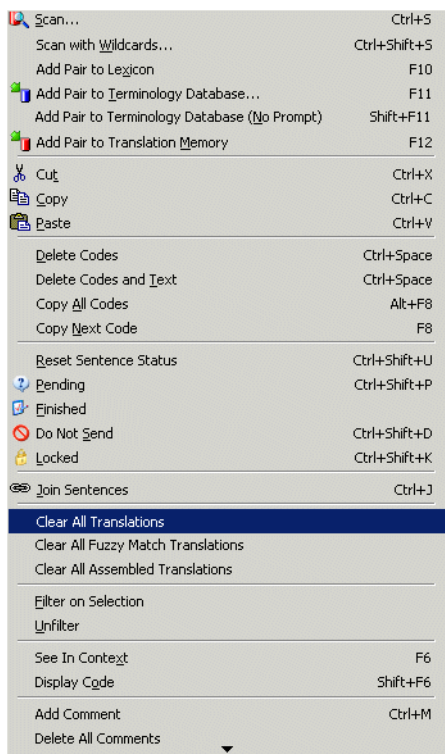 Scan... Ctrl+S
Scan with Wildcards... Ctrl+Shift+S
Add Pair to Lexicon F10
Add Pair to Terminology Database... F11
Add Pair to Terminology Database (No Prompt) Shift+F11
Add Pair to Translation Memory F12
Cut Ctrl+X
Copy Ctrl+C
Paste Ctrl+V
Delete Codes Ctrl+Space
Delete Codes and Text Ctrl+Space
Copy All Codes Alt+F8
Copy Next Code F8
Reset Sentence Status Ctrl+Shift+U
Pending Ctrl+Shift+P
Finished
Do Not Send Ctrl+Shift+D
Locked Ctrl+Shift+K
Join Sentences Ctrl+J
Clear All Translations
Clear All Fuzzy Match Translations
Clear All Assembled Translations
Filter on Selection
Unfilter
See In Context F6
Display Code Shift+F6
Add Comment Ctrl+M
Delete All Comments